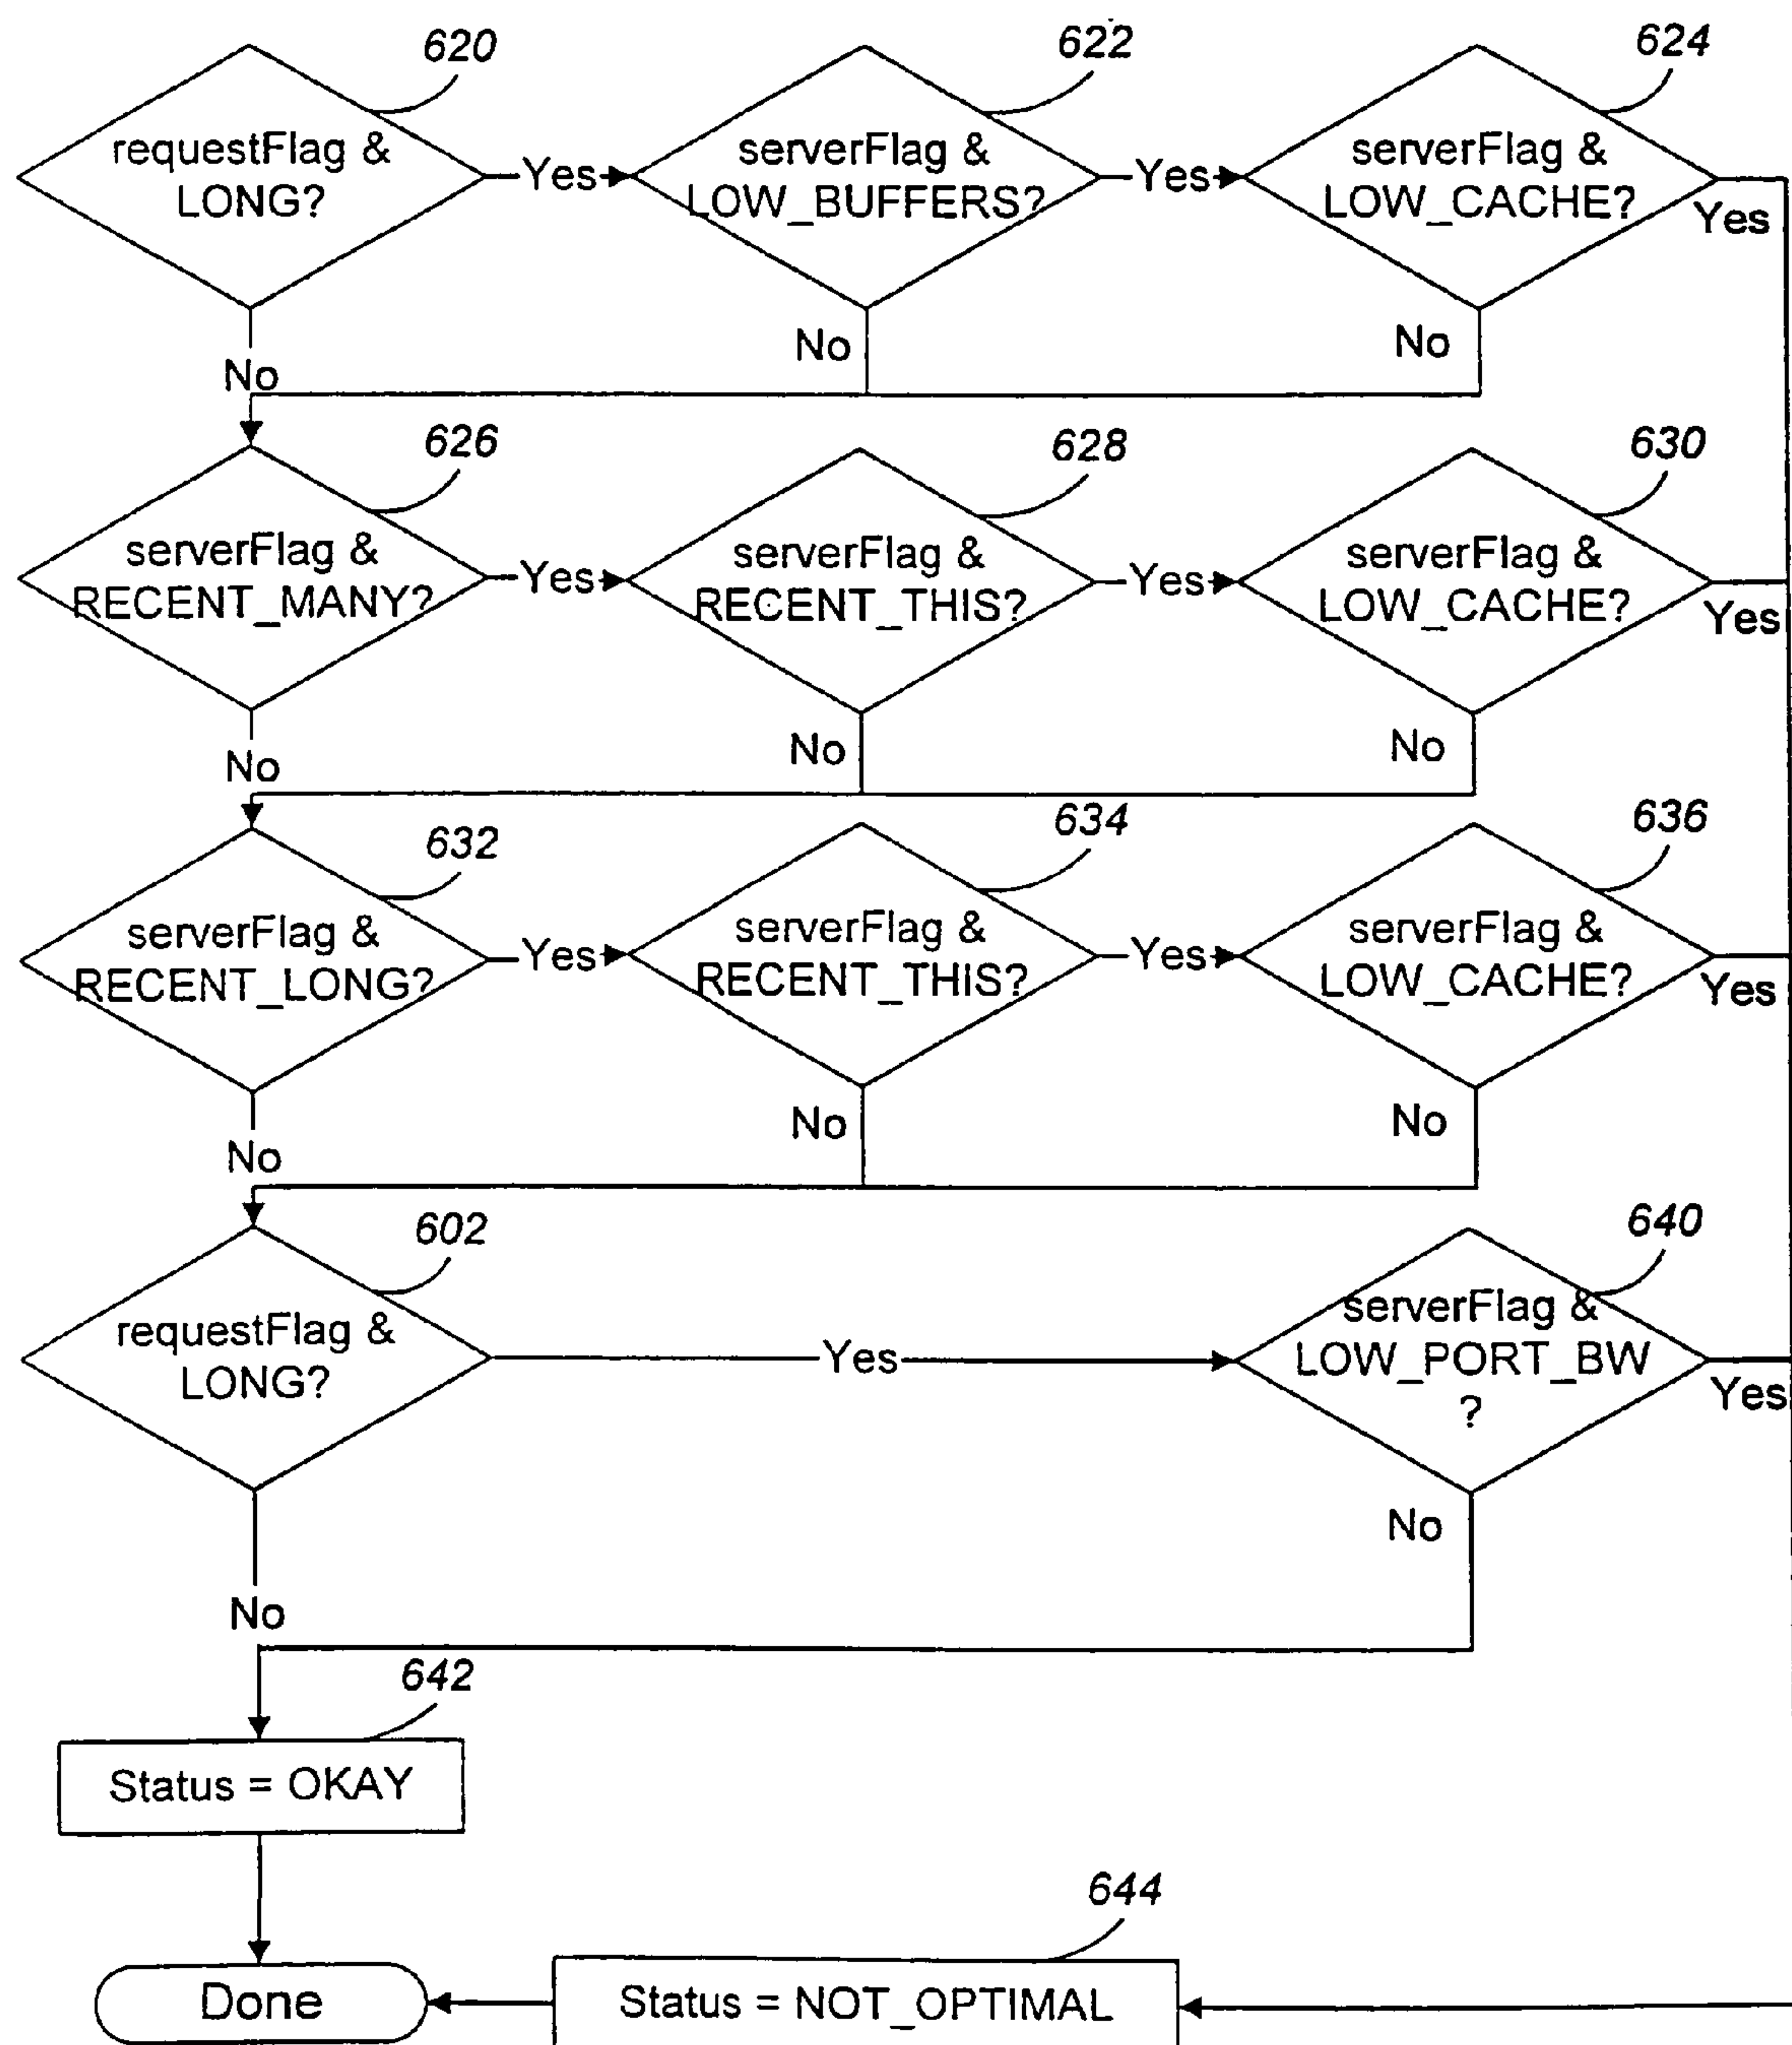 620
622
624
requestFlag &
LONG?
Yes
serverFlag &
LOW_BUFFERS?
Yes
serverFlag &
LOW_CACHE?
Yes
No
No
No
626
628
630
serverFlag &
RECENT_MANY?
Yes
serverFlag &
RECENT_THIS?
Yes
serverFlag &
LOW_CACHE?
Yes
No
No
No
632
634
636
serverFlag &
RECENT_LONG?
Yes
serverFlag &
RECENT_THIS?
Yes
serverFlag &
LOW_CACHE?
Yes
No
No
No
602
640
requestFlag &
LONG?
Yes
serverFlag &
LOW_PORT_BW
?
Yes
No
No
642
Status = OKAY
644
Done
Status = NOT_OPTIMAL